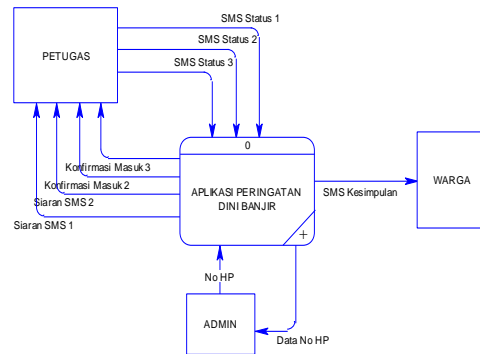 SMS Status 1
PETUGAS
SMS Status 2
SMS Status 3
0
Konfirmasi Masuk 3
Konfirmasi Masuk 2
Siaran SMS 2
Siaran SMS 1
APLIKASI PERINGATAN
DINI BANJIR
SMS Kesimpulan
WARGA
+
No HP
ADMIN
Data No HP